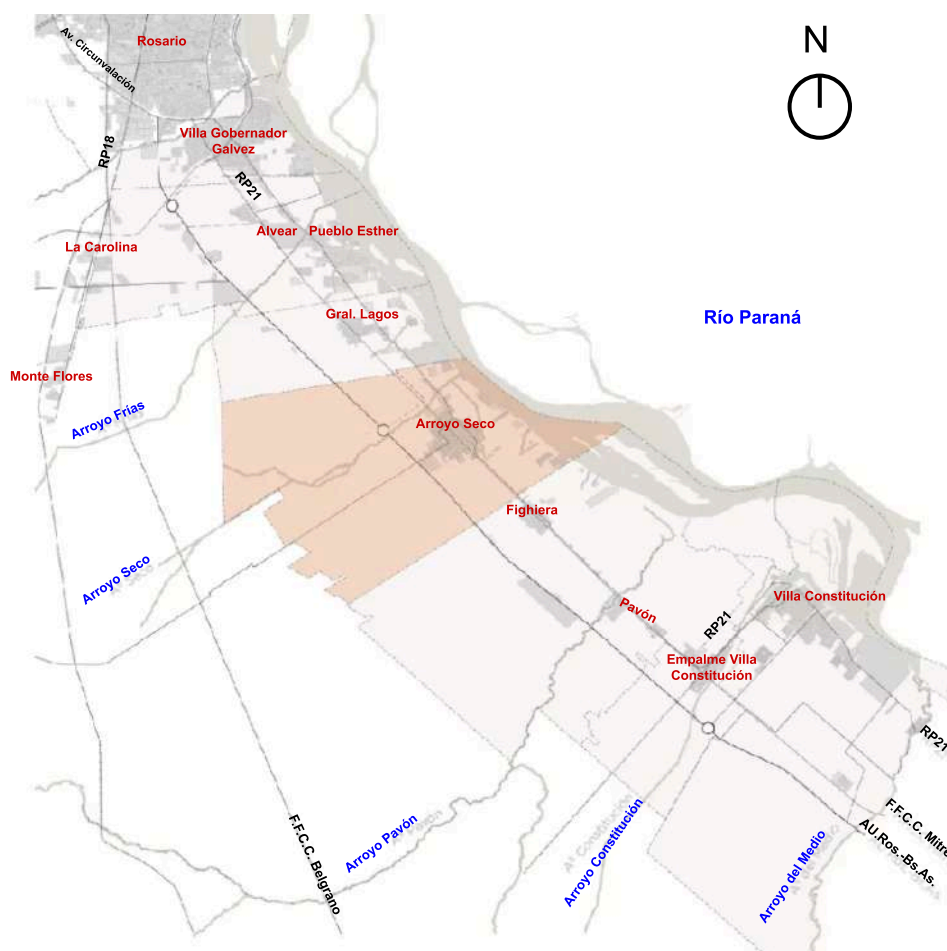 N
Rosario
Av. Circunvalación
Villa Gobernador
Galvez
RP18
RP21
La Carolina
Alvear
Pueblo Esther
Río Paraná
Gral. Lagos
Monte Flores
Arroyo Frías
Arroyo Seco
Fighiera
Arroyo Seco
Pavón
RP21
Villa Constitución
Empalme Villa
Constitución
RP21
F.F.C.C. Belgrano
Arroyo Pavón
Arroyo Constitución
Arroyo del Medio
F.F.C.C. Mitre
AU.Ros.-Bs.As.